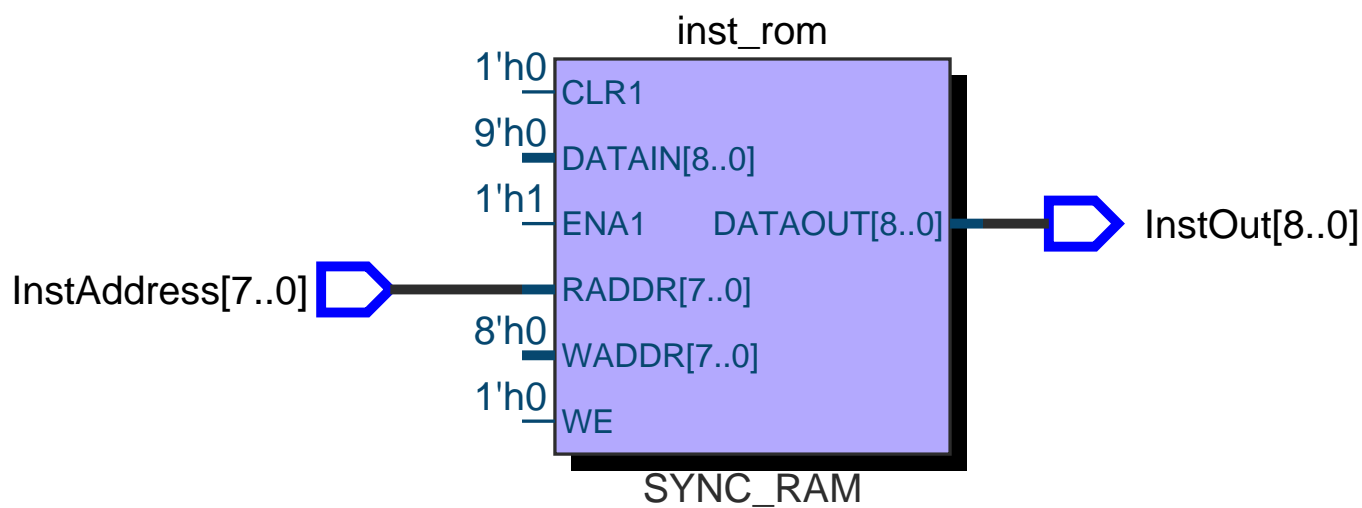 inst_rom
1'h0
CLR1
9'h0
DATAIN[8..0]
1'h1
ENA1
DATAOUT[8..0]
InstOut[8..0]
InstAddress[7..0]
RADDR[7..0]
8'h0
WADDR[7..0]
1'h0
WE
SYNC_RAM